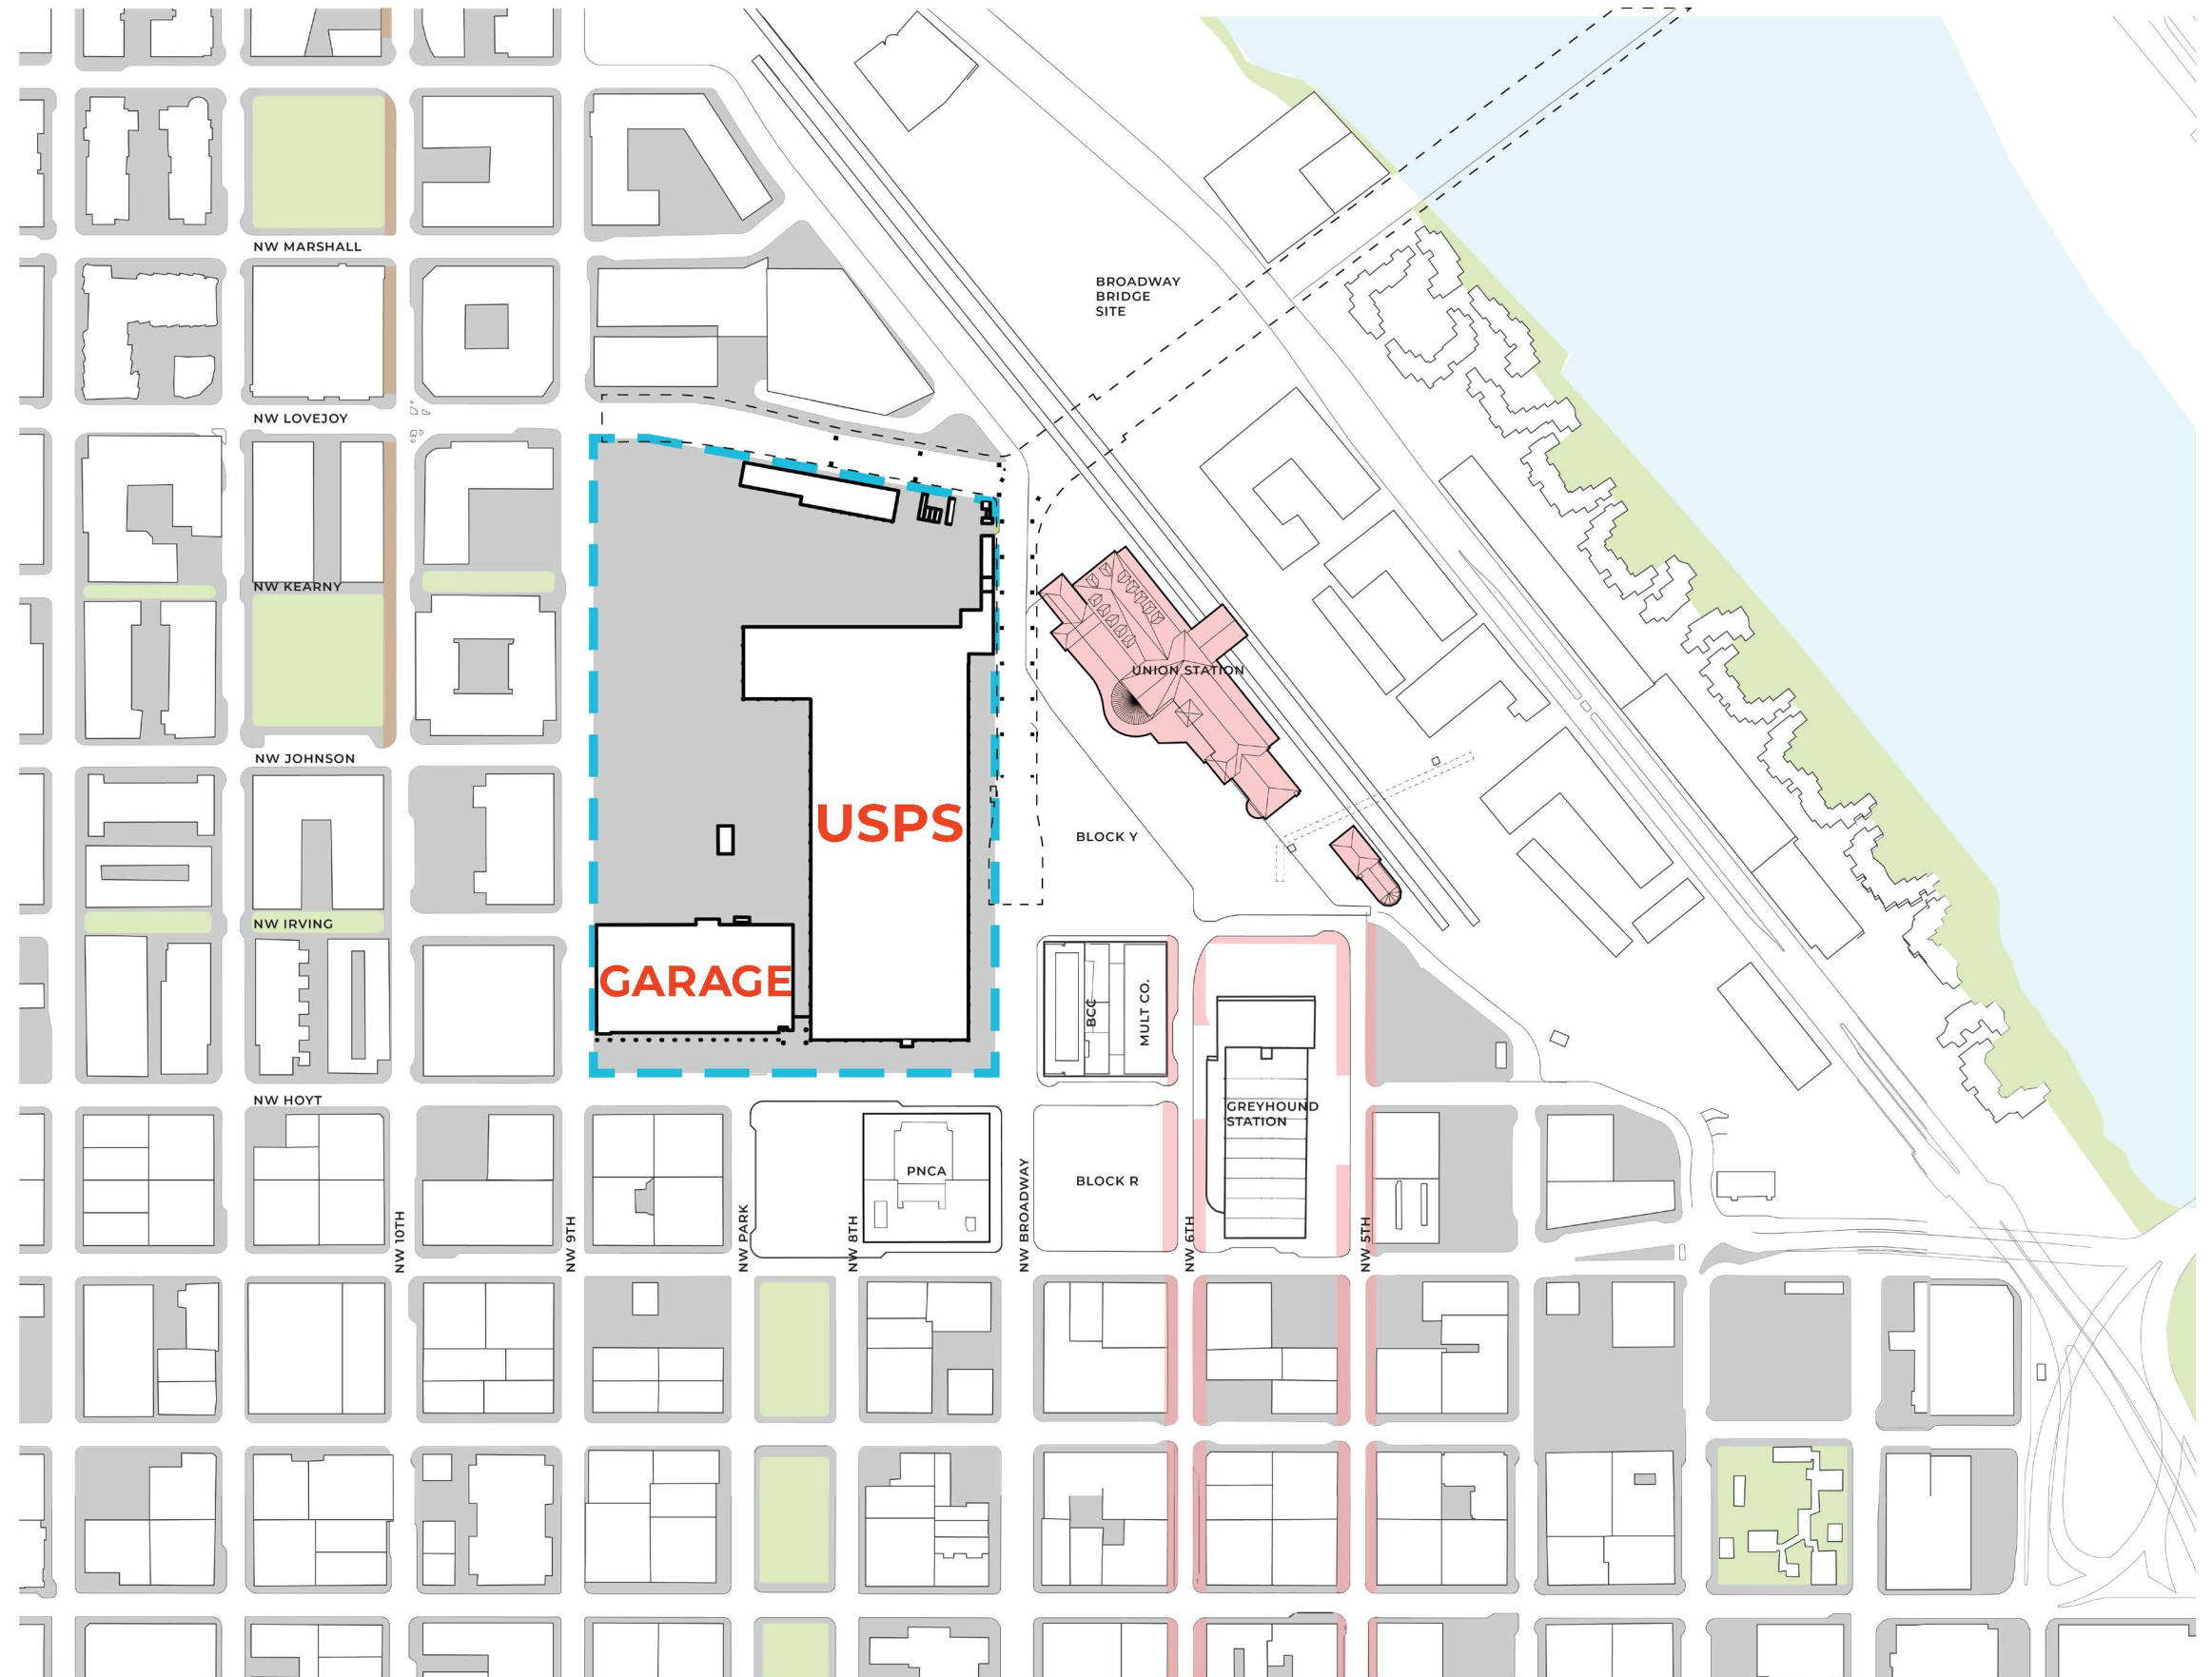 NW MARSHALL
BROADWAY
BRIDGE
SITE
NW LOVEJOY
NW KEARNY
UNION STATION
NW JOHNSON
USPS
BLOCK Y
NW IRVING
GARAGE
BCC
MULT CO.
NW HOYT
GREYHOUND
STATION
PNCA
BLOCK R
NW 10TH
NW 9TH
NW PARK
NW 8TH
NW BROADWAY
NW 6TH
NW 5TH